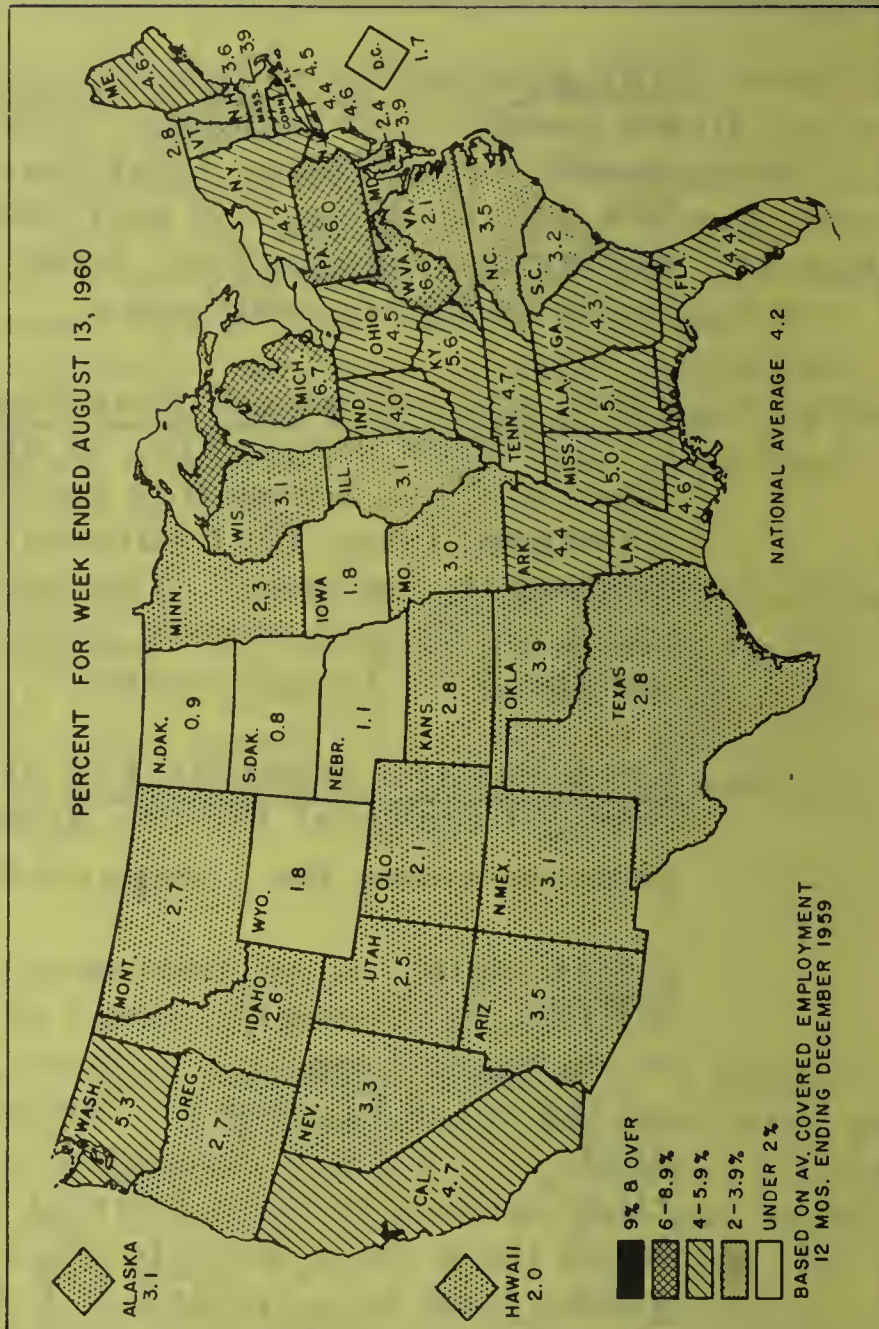 PERCENT FOR WEEK ENDED AUGUST 13, 1960
ALASKA
3.1
HAWAII
2.0
WASH.
5.3
OREG.
2.7
CAL.
4.7
NEV.
3.3
IDAHO
2.6
MONT
2.7
WYO.
1.8
UTAH
2.5
COLO.
2.1
ARIZ.
3.5
N.MEX.
3.1
N.DAK.
0.9
S.DAK.
0.8
NEBR.
1.1
KANS.
2.8
OKLA
3.9
TEXAS
2.8
MINN.
2.3
IOWA
1.8
MO.
3.0
ARK.
4.4
LA.
4.6
WIS.
3.1
ILL.
3.1
MICH.
6.7
IND
4.0
OHIO
4.5
KY.
5.6
TENN. 4.7
MISS.
5.0
ALA.
5.1
GA.
4.3
FLA.
4.4
S.C.
3.2
N.C.
3.5
VA.
2.1
W.VA.
6.6
PA.
6.0
N.Y.
4.2
VT.
2.8
N.H.
3.6
ME.
4.6
MASS.
3.9
CONN.
4.5
4.4
4.6
2.4
MD.
3.9
D.C.
1.7
NATIONAL AVERAGE 4.2
9% & OVER
6-8.9%
4-5.9%
2-3.9%
UNDER 2%
BASED ON AV. COVERED EMPLOYMENT
12 MOS. ENDING DECEMBER 1959